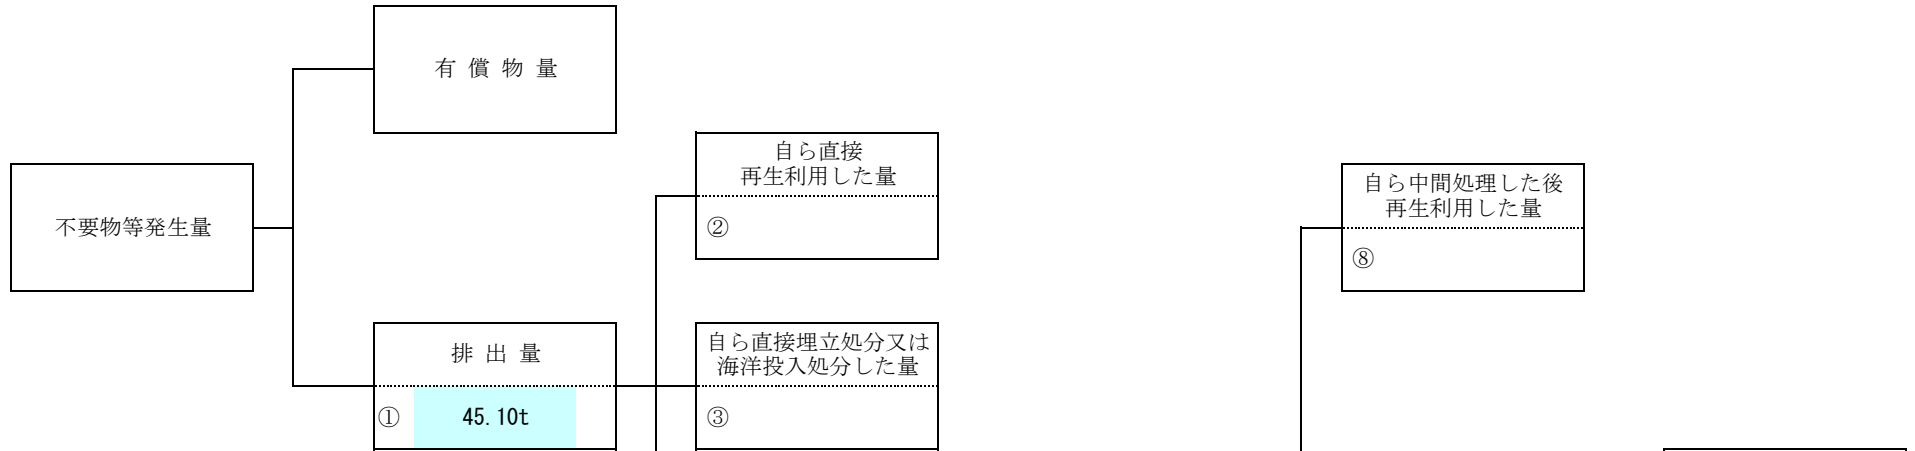 有償物量
自ら直接
再生利用した量
②
不要物等発生量
自ら中間処理した後
再生利用した量
⑧
排出量
① 45.10t
自ら直接埋立処分又は
海洋投入処分した量
③